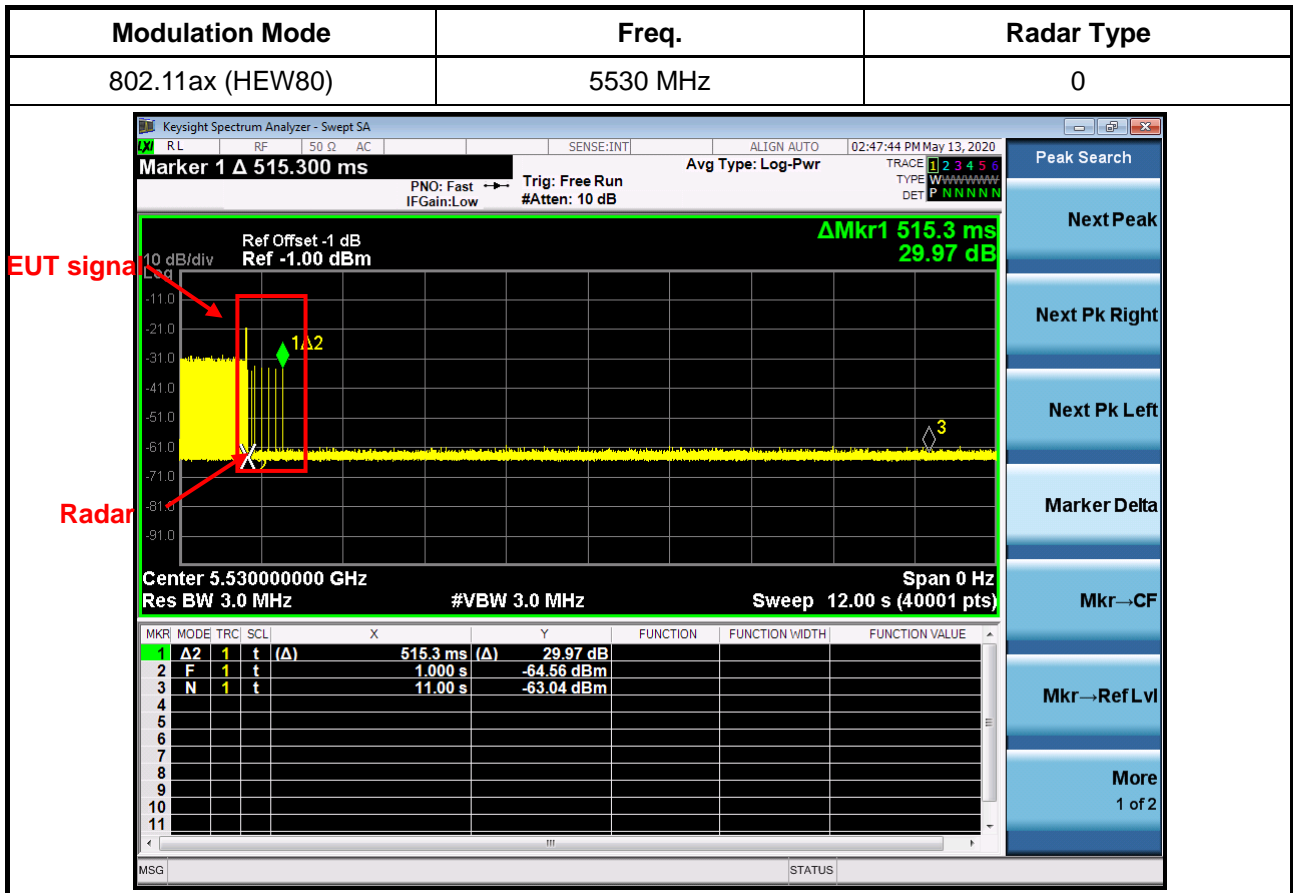 Modulation Mode Freq. Radar Type
802.11ax (HEW80) 5530 MHz 0
Keysight Spectrum Analyzer - Swept SA
LXI RL RF 50 Ω AC SENSE:INT ALIGN AUTO 02:47:44 PM May 13, 2020
Marker 1 Δ 515.300 ms
PNO: Fast
IFGain:Low
Trig: Free Run
#Atten: 10 dB
Avg Type: Log-Pwr
TRACE 1 2 3 4 5 6
TYPE WWWWWW
DET P N N N N N
Peak Search
Next Peak
Next Pk Right
Next Pk Left
Marker Delta
Mkr→CF
Mkr→Ref Lvl
More
1 of 2
ΔMkr1 515.3 ms
29.97 dB
Ref Offset -1 dB
10 dB/div Ref -1.00 dBm
Log
EUT signal
-11.0
-21.0
1Δ2
-31.0
-41.0
-51.0
3
-61.0
X2
-71.0
Radar
-81.0
-91.0
Center 5.530000000 GHz Span 0 Hz
Res BW 3.0 MHz #VBW 3.0 MHz Sweep 12.00 s (40001 pts)
MKR MODE TRC SCL X Y FUNCTION FUNCTION WIDTH FUNCTION VALUE
1 Δ2 1 t (Δ) 515.3 ms (Δ) 29.97 dB
2 F 1 t 1.000 s -64.56 dBm
3 N 1 t 11.00 s -63.04 dBm
4
5
6
7
8
9
10
11
MSG STATUS